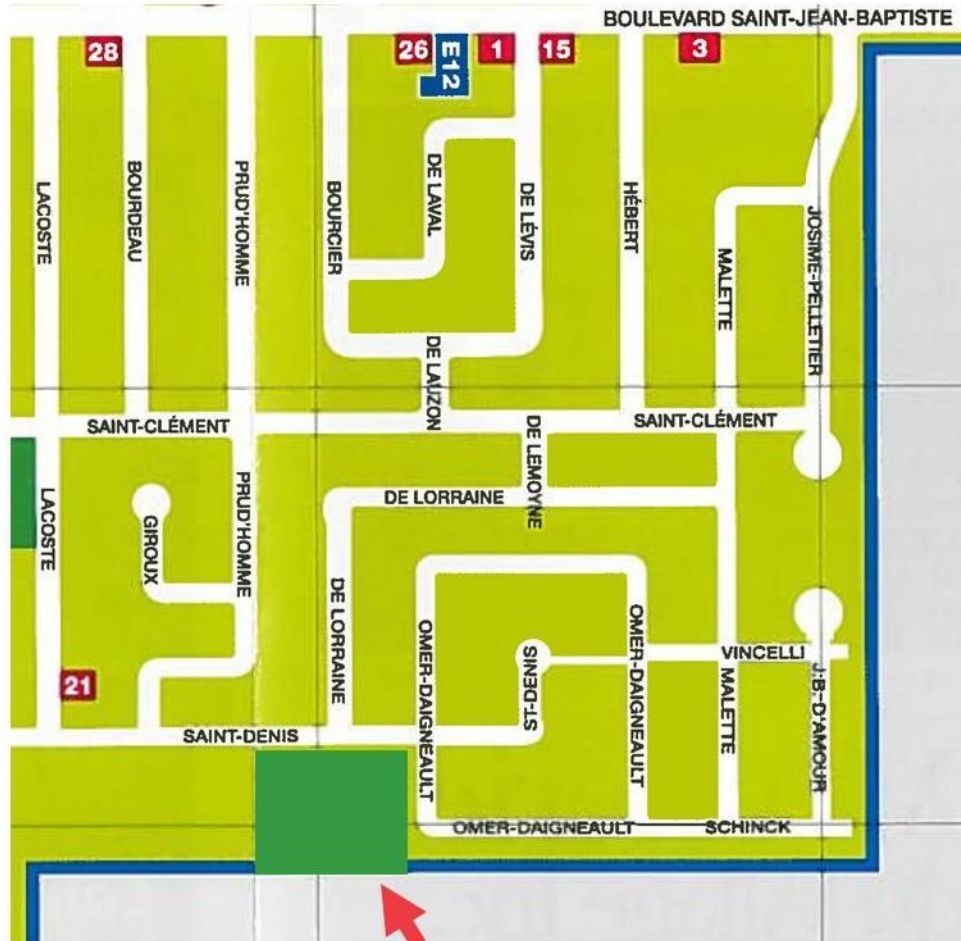 BOULEVARD SAINT-JEAN-BAPTISTE
28
26
E12
1
15
3
LACOSTE
BOURDEAU
PRUD'HOMME
BOURCIER
DE LAVAL
DE LÉVIS
HÉBERT
MALETTE
JOSIME-PELLETIER
DE LAUZON
SAINT-CLÉMENT
SAINT-CLÉMENT
DE LEMOYNE
LACOSTE
GIROUX
PRUD'HOMME
DE LORRAINE
DE LORRAINE
OMER-DAIGNEAULT
ST-DENIS
OMER-DAIGNEAULT
VINCELLI
MALETTE
J.B.-D'AMOUR
21
SAINT-DENIS
OMER-DAIGNEAULT
SCHINCK